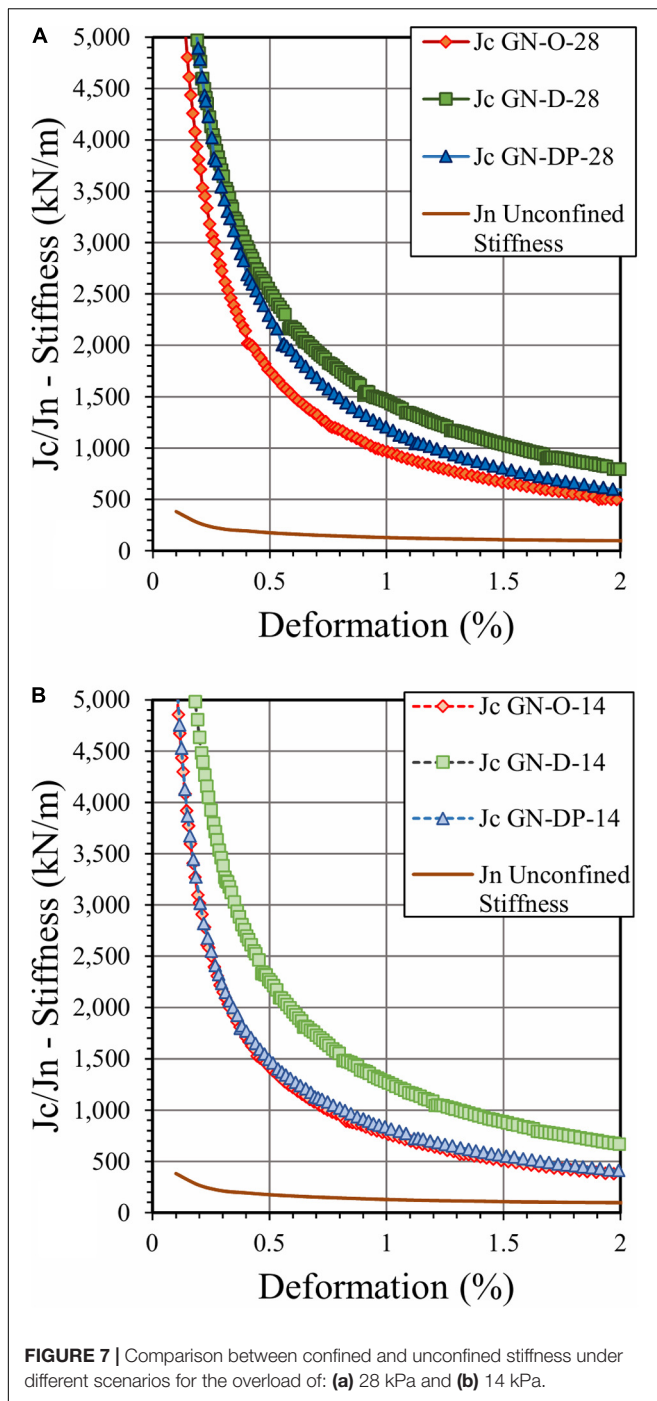 A
5,000
4,500
4,000
3,500
3,000
2,500
2,000
1,500
1,000
500
0
Jc/Jn - Stiffness (kN/m)
Jc GN-O-28
Jc GN-D-28
Jc GN-DP-28
Jn Unconfined
Stiffness
0 0.5 1 1.5 2
Deformation (%)
B
5,000
4,500
4,000
3,500
3,000
2,500
2,000
1,500
1,000
500
0
Jc/Jn - Stiffness (kN/m)
Jc GN-O-14
Jc GN-D-14
Jc GN-DP-14
Jn Unconfined
Stiffness
0 0.5 1 1.5 2
Deformation (%)
FIGURE 7 | Comparison between confined and unconfined stiffness under
different scenarios for the overload of: (a) 28 kPa and (b) 14 kPa.